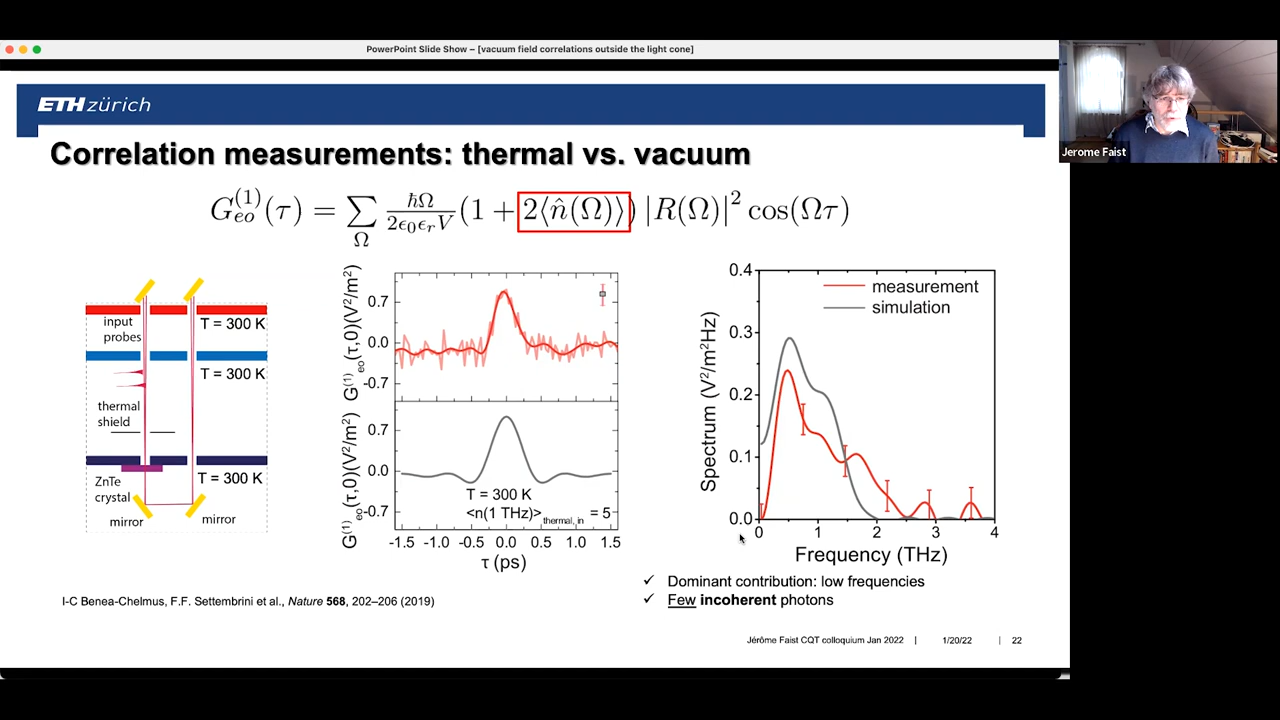 PowerPoint Slide Show – [vacuum field correlations outside the light cone]
Jerome Faist
ETH zürich
Correlation measurements: thermal vs. vacuum
G_eo^(1)(τ) = ∑_Ω ℏΩ/(2ϵ₀ϵ_rV) (1 + 2⟨n̂(Ω)⟩) |R(Ω)|² cos(Ωτ)
input
probes
T = 300 K
T = 300 K
thermal
shield
ZnTe
crystal
T = 300 K
mirror
mirror
G^(1)_eo(τ,0)(V²/m²)
0.7
0.0
-0.7
G^(1)_eo(τ,0)(V²/m²)
0.7
0.0
-0.7
T = 300 K
<n(1 THz)>thermal, in = 5
-1.5 -1.0 -0.5 0.0 0.5 1.0 1.5
τ (ps)
Spectrum (V²/m²Hz)
0.4
0.3
0.2
0.1
0.0
measurement
simulation
0 1 2 3 4
Frequency (THz)
✓ Dominant contribution: low frequencies
✓ Few incoherent photons
I-C Benea-Chelmus, F.F. Settembrini et al., Nature 568, 202–206 (2019)
Jérôme Faist CQT colloquium Jan 2022 | 1/20/22 | 22